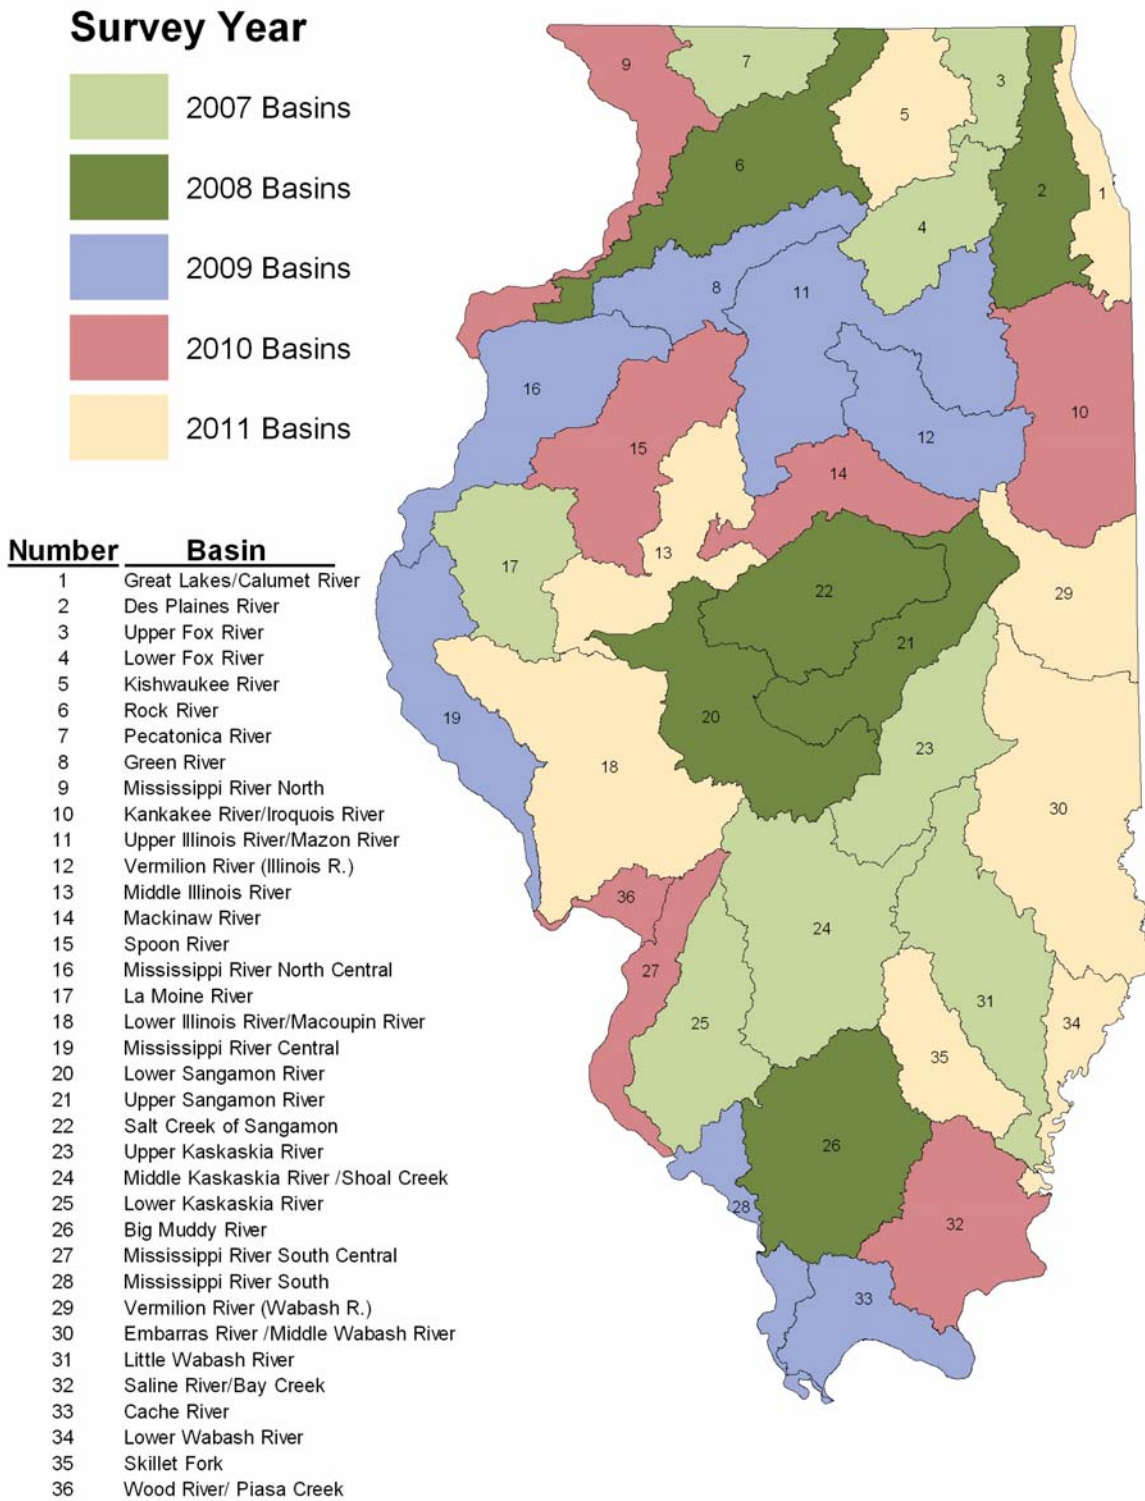 Survey Year
2007 Basins
2008 Basins
2009 Basins
2010 Basins
2011 Basins
Number Basin
1 Great Lakes/Calumet River
2 Des Plaines River
3 Upper Fox River
4 Lower Fox River
5 Kishwaukee River
6 Rock River
7 Pecatonica River
8 Green River
9 Mississippi River North
10 Kankakee River/Iroquois River
11 Upper Illinois River/Mazon River
12 Vermilion River (Illinois R.)
13 Middle Illinois River
14 Mackinaw River
15 Spoon River
16 Mississippi River North Central
17 La Moine River
18 Lower Illinois River/Macoupin River
19 Mississippi River Central
20 Lower Sangamon River
21 Upper Sangamon River
22 Salt Creek of Sangamon
23 Upper Kaskaskia River
24 Middle Kaskaskia River /Shoal Creek
25 Lower Kaskaskia River
26 Big Muddy River
27 Mississippi River South Central
28 Mississippi River South
29 Vermilion River (Wabash R.)
30 Embarras River /Middle Wabash River
31 Little Wabash River
32 Saline River/Bay Creek
33 Cache River
34 Lower Wabash River
35 Skillet Fork
36 Wood River/ Piasa Creek
9
7
3
5
6
2
1
4
8
11
16
10
12
15
14
13
17
22
29
21
20
19
23
18
30
36
24
27
31
25
34
35
26
28
32
33